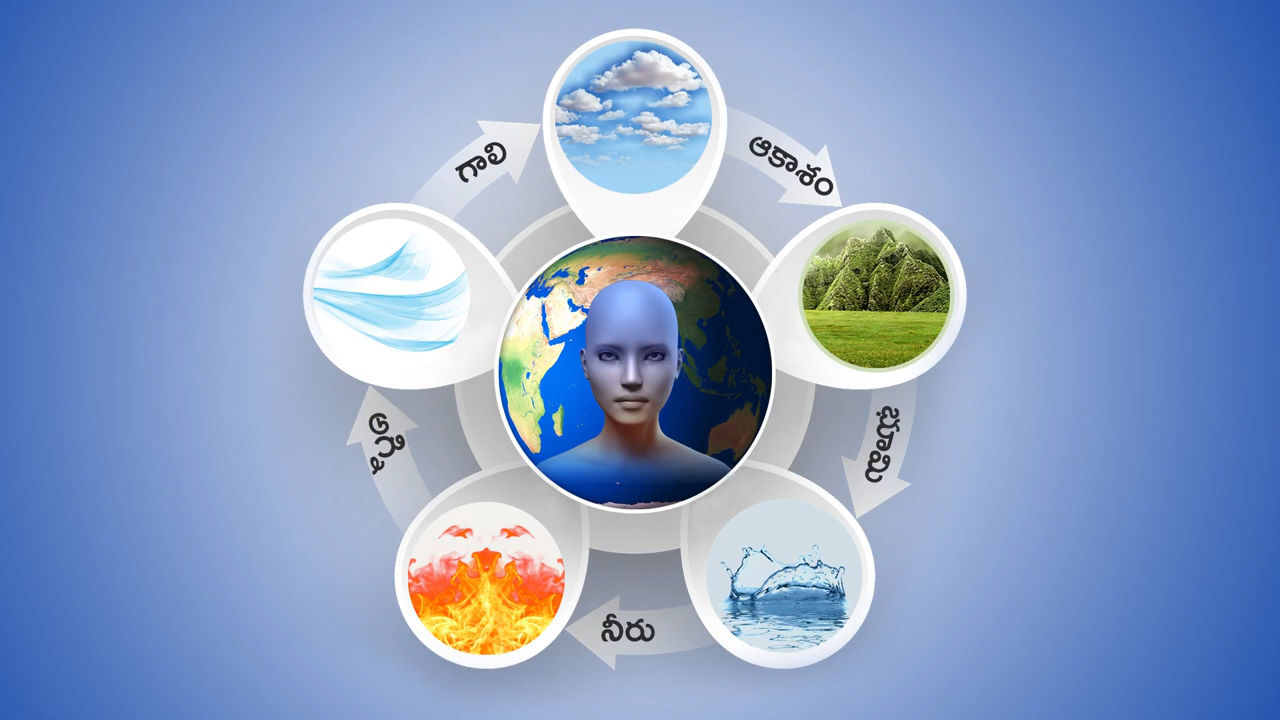 గాలి
ఆకాశం
భూమి
నీరు
అగ్ని